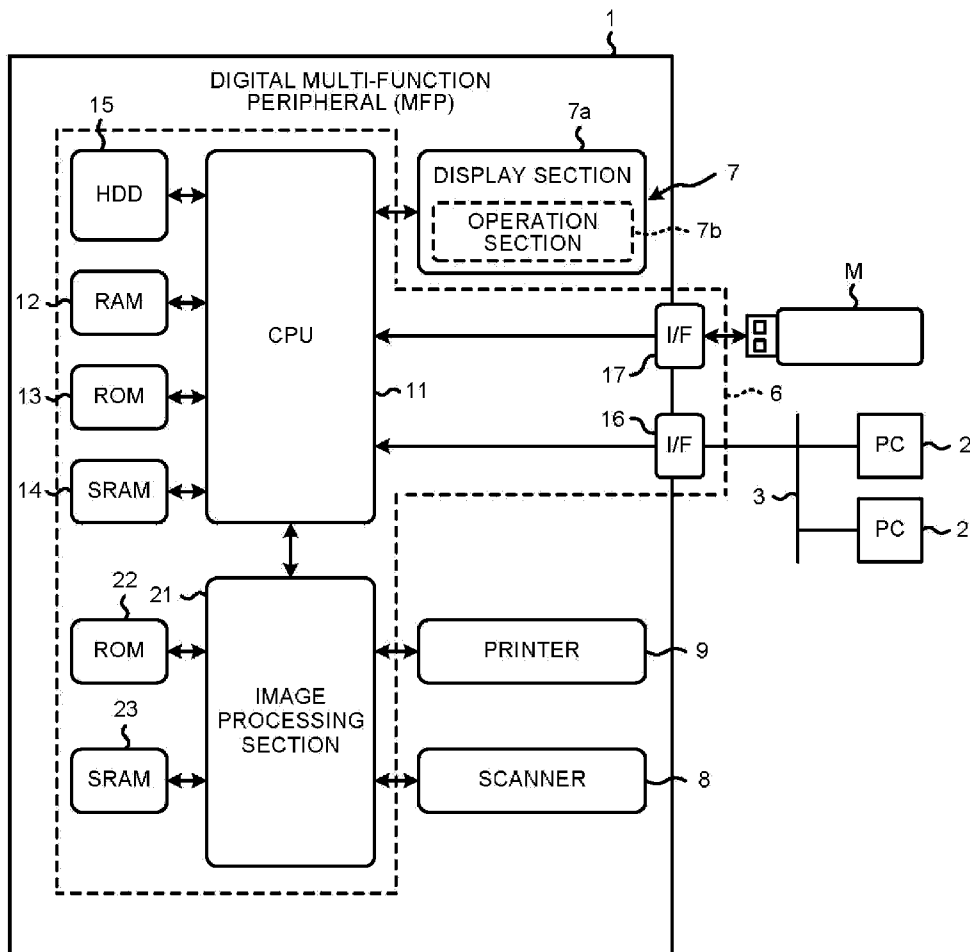 1
DIGITAL MULTI-FUNCTION
PERIPHERAL (MFP)
15
7a
HDD
DISPLAY SECTION
7
OPERATION
SECTION
7b
12
RAM
CPU
M
I/F
17
13
ROM
11
6
16
I/F
PC
2
14
SRAM
3
PC
2
22
21
ROM
PRINTER
9
IMAGE
PROCESSING
SECTION
23
SRAM
SCANNER
8